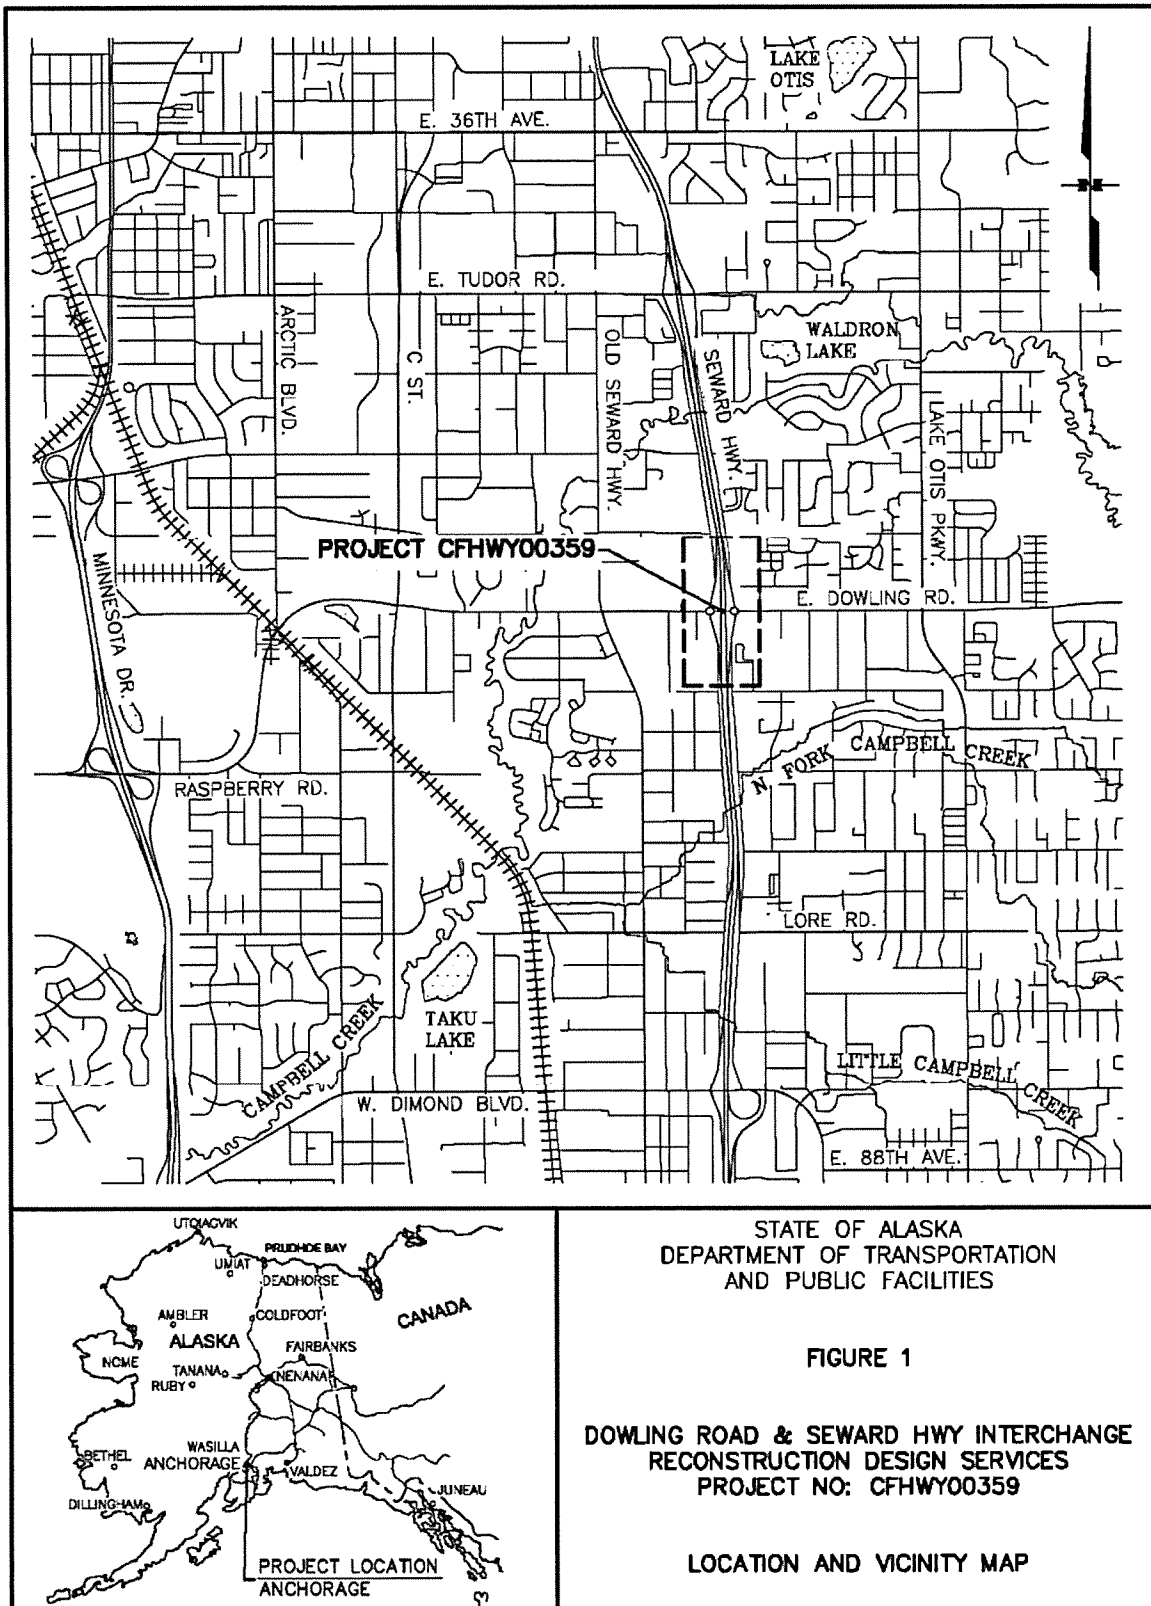 LAKE
OTIS
E. 36TH AVE.
E. TUDOR RD.
ARCTIC BLVD.
C ST.
OLD SEWARD HWY.
SEWARD HWY.
WALDRON
LAKE
LAKE OTIS PKWY.
PROJECT CFHWY00359
E. DOWLING RD.
MINNESOTA DR.
RASPBERRY RD.
N FORK CAMPBELL CREEK
LORE RD.
TAKU
LAKE
CAMPBELL CREEK
W. DIMOND BLVD.
LITTLE CAMPBELL CREEK
E. 88TH AVE.
UTQIAGVIK
PRUDHOE BAY
UMIAT
DEADHORSE
CANADA
AMBLER
COLDFOOT
ALASKA
FAIRBANKS
NOME
TANANA
NENANA
RUBY
WASILLA
BETHEL
ANCHORAGE
VALDEZ
DILLINGHAM
JUNEAU
PROJECT LOCATION
ANCHORAGE
STATE OF ALASKA
DEPARTMENT OF TRANSPORTATION
AND PUBLIC FACILITIES
FIGURE 1
DOWLING ROAD & SEWARD HWY INTERCHANGE
RECONSTRUCTION DESIGN SERVICES
PROJECT NO: CFHWY00359
LOCATION AND VICINITY MAP